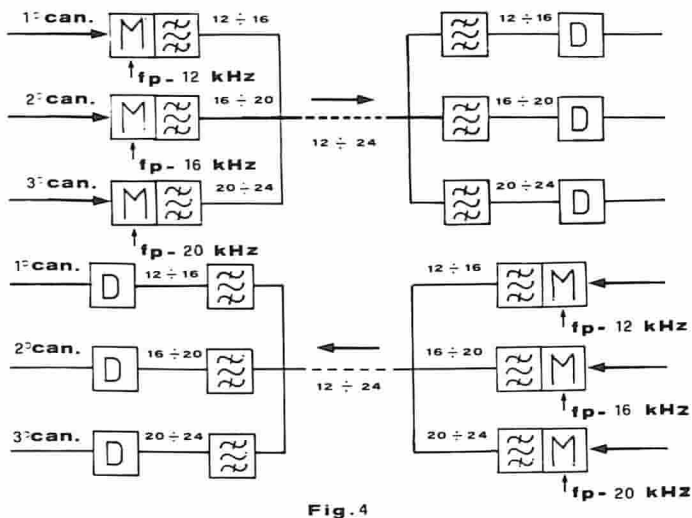 1° can. M 12 ÷ 16 12 ÷ 16 D
fp - 12 kHz
2° can. M 16 ÷ 20 16 ÷ 20 D
12 ÷ 24
fp - 16 kHz
3° can. M 20 ÷ 24 20 ÷ 24 D
fp - 20 kHz
1° can. D 12 ÷ 16 12 ÷ 16 M
fp - 12 kHz
2° can. D 16 ÷ 20 16 ÷ 20 M
12 ÷ 24
fp - 16 kHz
3° can. D 20 ÷ 24 20 ÷ 24 M
fp - 20 kHz
Fig. 4